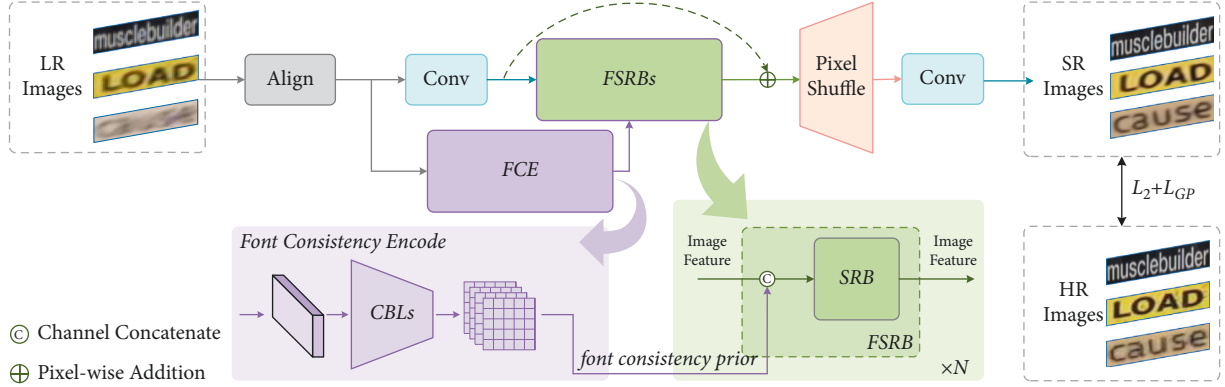 LR
Images
musclebuilder
LOAD
cause
Align
Conv
FSRBs
FCE
Pixel
Shuffle
Conv
SR
Images
musclebuilder
LOAD
cause
L2+LGP
HR
Images
musclebuilder
LOAD
cause
Font Consistency Encode
CBLs
font consistency prior
Image
Feature
C
SRB
Image
Feature
FSRB
×N
C Channel Concatenate
Pixel-wise Addition